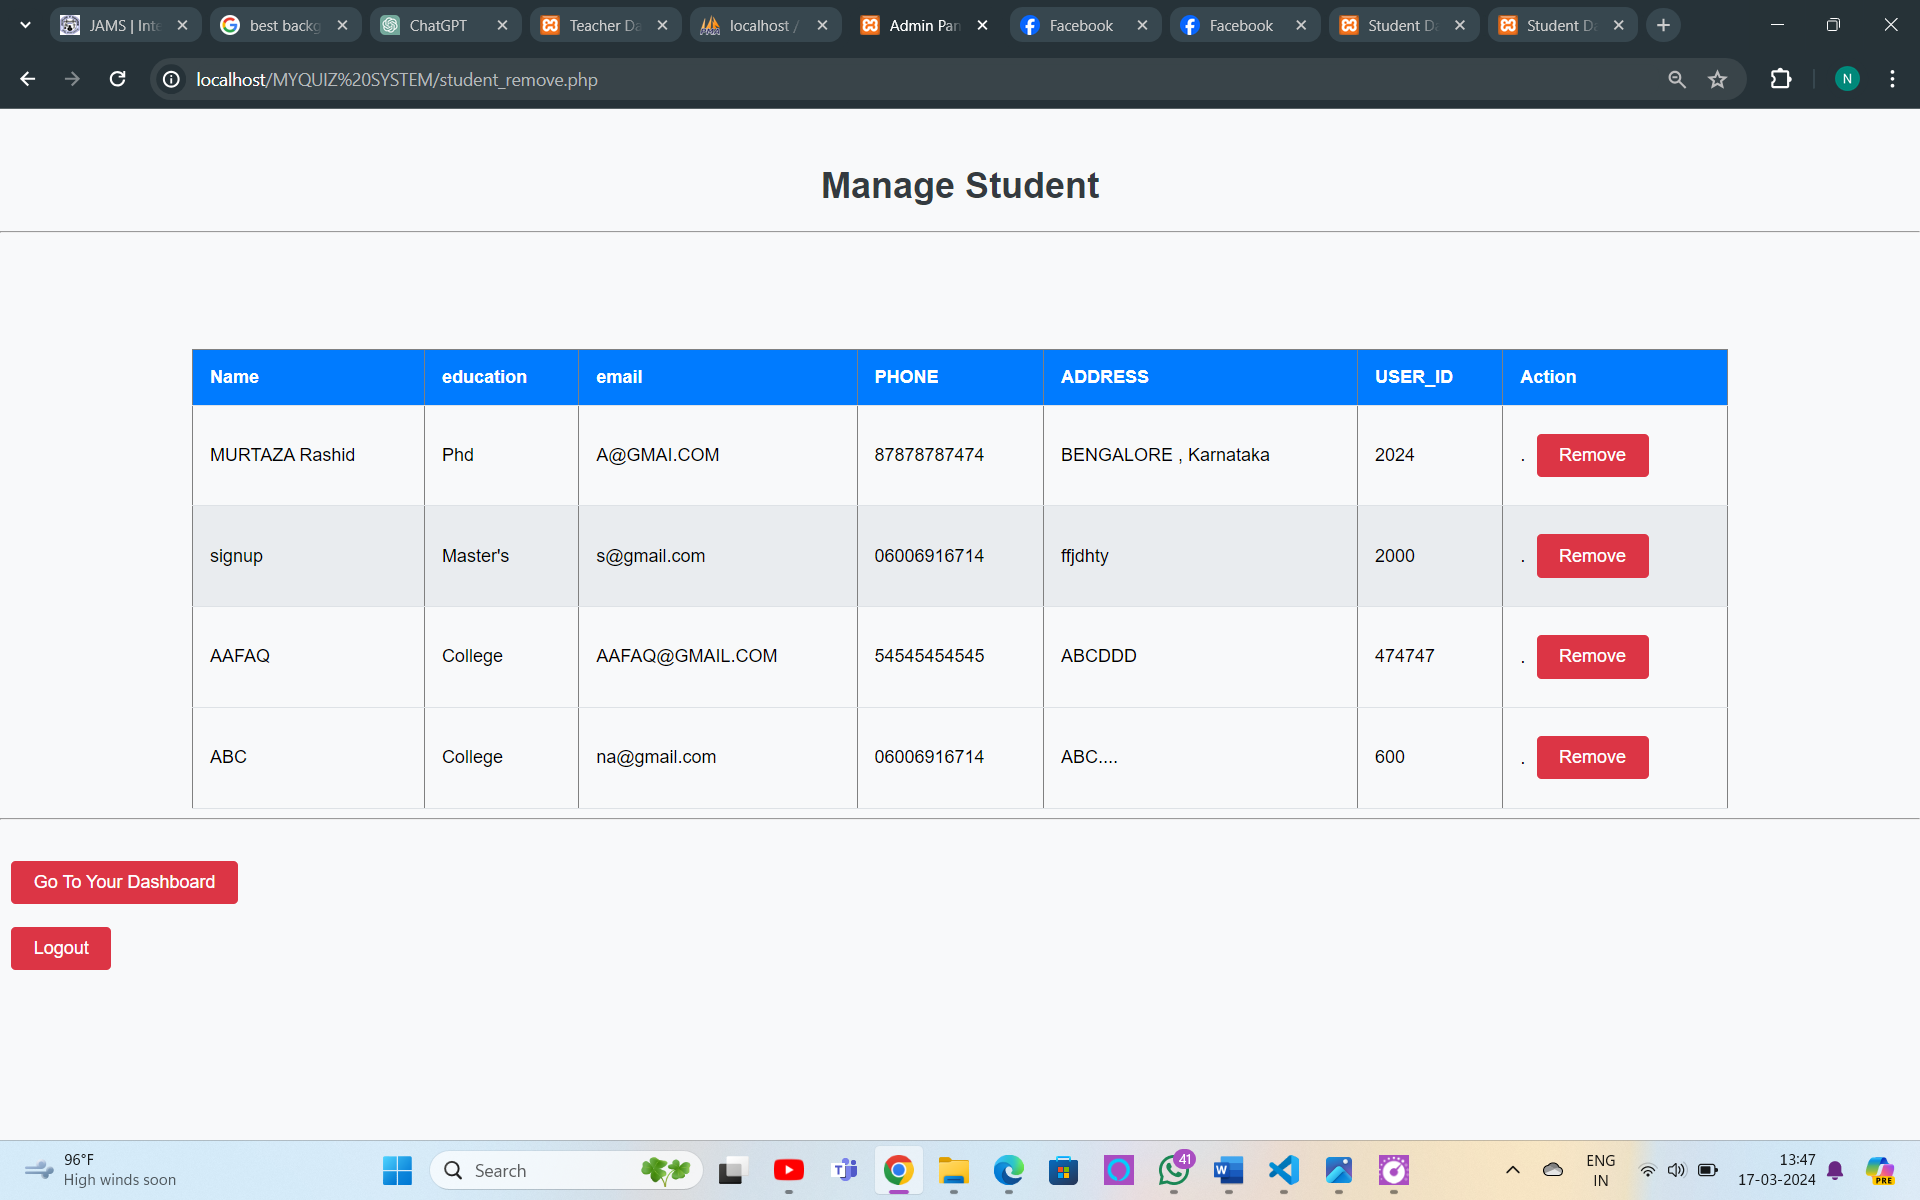 JAMS | Inte
best backg
ChatGPT
Teacher Da
localhost /
Admin Pan
Facebook
Facebook
Student Da
Student Da
localhost/MYQUIZ%20SYSTEM/student_remove.php
N
Manage Student
Name education email PHONE ADDRESS USER_ID Action
MURTAZA Rashid Phd A@GMAI.COM 87878787474 BENGALORE , Karnataka 2024 . Remove
signup Master's s@gmail.com 06006916714 ffjdhty 2000 . Remove
AAFAQ College AAFAQ@GMAIL.COM 54545454545 ABCDDD 474747 . Remove
ABC College na@gmail.com 06006916714 ABC.... 600 . Remove
Go To Your Dashboard
Logout
96°F
High winds soon
Search
41
PRE
ENG
IN
13:47
17-03-2024